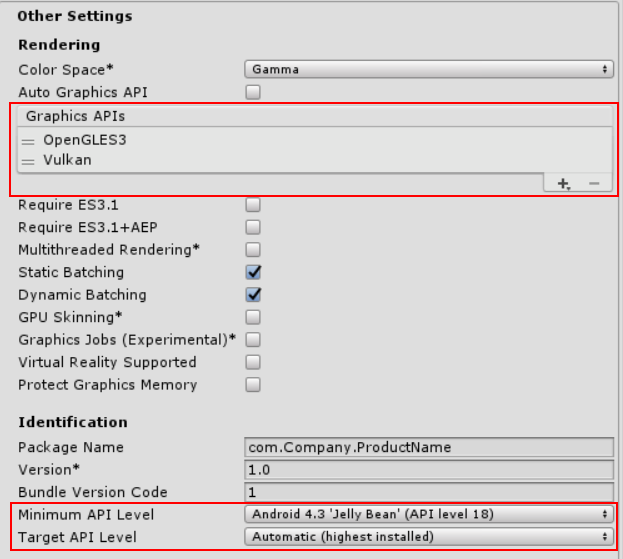 Other Settings
Rendering
Color Space* Gamma
Auto Graphics API
Graphics APIs
= OpenGLES3
= Vulkan
+ −
Require ES3.1
Require ES3.1+AEP
Multithreaded Rendering*
Static Batching
Dynamic Batching
GPU Skinning*
Graphics Jobs (Experimental)*
Virtual Reality Supported
Protect Graphics Memory
Identification
Package Name com.Company.ProductName
Version* 1.0
Bundle Version Code 1
Minimum API Level Android 4.3 'Jelly Bean' (API level 18)
Target API Level Automatic (highest installed)